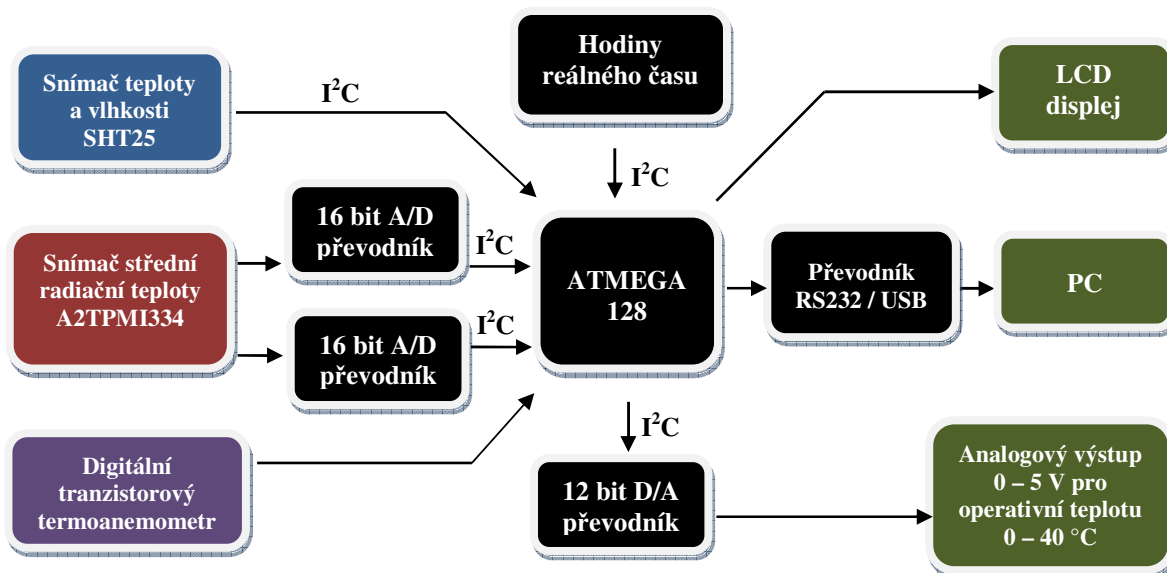 Snímač teploty
a vlhkosti
SHT25
I²C
Hodiny
reálného času
I²C
LCD
displej
Snímač střední
radiační teploty
A2TPMI334
16 bit A/D
převodník
I²C
16 bit A/D
převodník
I²C
ATMEGA
128
Převodník
RS232 / USB
PC
Digitální
tranzistorový
termoanemometr
I²C
12 bit D/A
převodník
Analogový výstup
0 – 5 V pro
operativní teplotu
0 – 40 °C